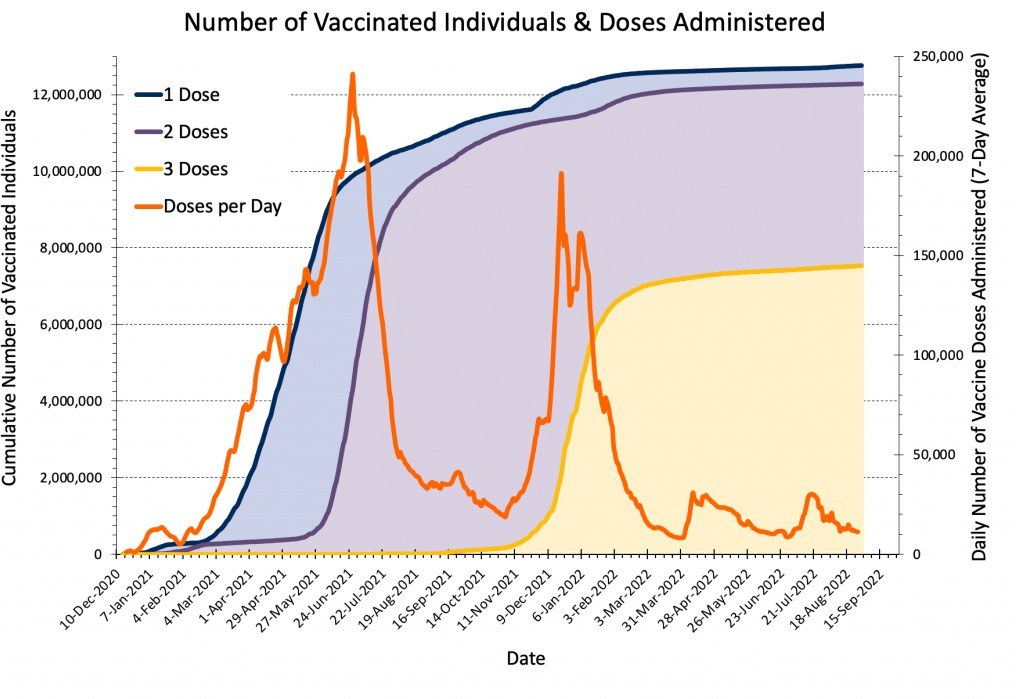 Number of Vaccinated Individuals & Doses Administered
Cumulative Number of Vaccinated Individuals
12,000,000
10,000,000
8,000,000
6,000,000
4,000,000
2,000,000
0
1 Dose
2 Doses
3 Doses
Doses per Day
250,000
200,000
150,000
100,000
50,000
0
Daily Number of Vaccine Doses Administered (7-Day Average)
10-Dec-2020
7-Jan-2021
4-Feb-2021
4-Mar-2021
1-Apr-2021
29-Apr-2021
27-May-2021
24-Jun-2021
22-Jul-2021
19-Aug-2021
16-Sep-2021
14-Oct-2021
11-Nov-2021
9-Dec-2021
6-Jan-2022
3-Feb-2022
3-Mar-2022
31-Mar-2022
28-Apr-2022
26-May-2022
23-Jun-2022
21-Jul-2022
18-Aug-2022
15-Sep-2022
Date